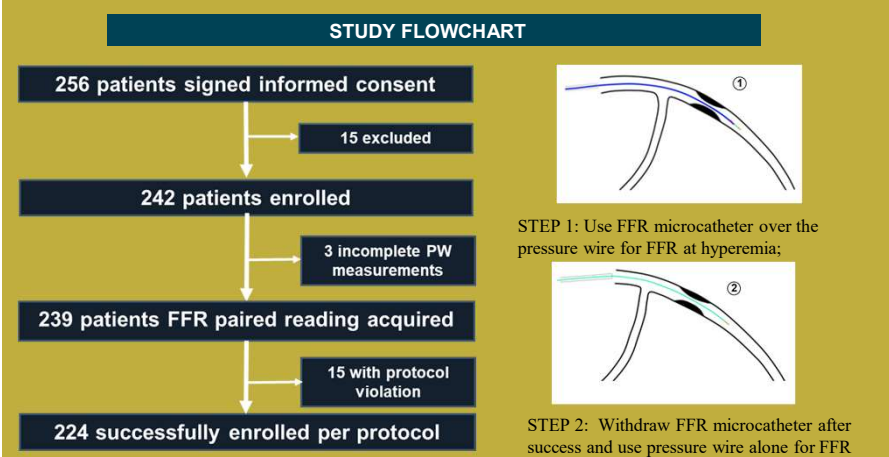 STUDY FLOWCHART
256 patients signed informed consent
15 excluded
242 patients enrolled
3 incomplete PW
measurements
239 patients FFR paired reading acquired
15 with protocol
violation
224 successfully enrolled per protocol
①
STEP 1: Use FFR microcatheter over the
pressure wire for FFR at hyperemia;
②
STEP 2: Withdraw FFR microcatheter after
success and use pressure wire alone for FFR